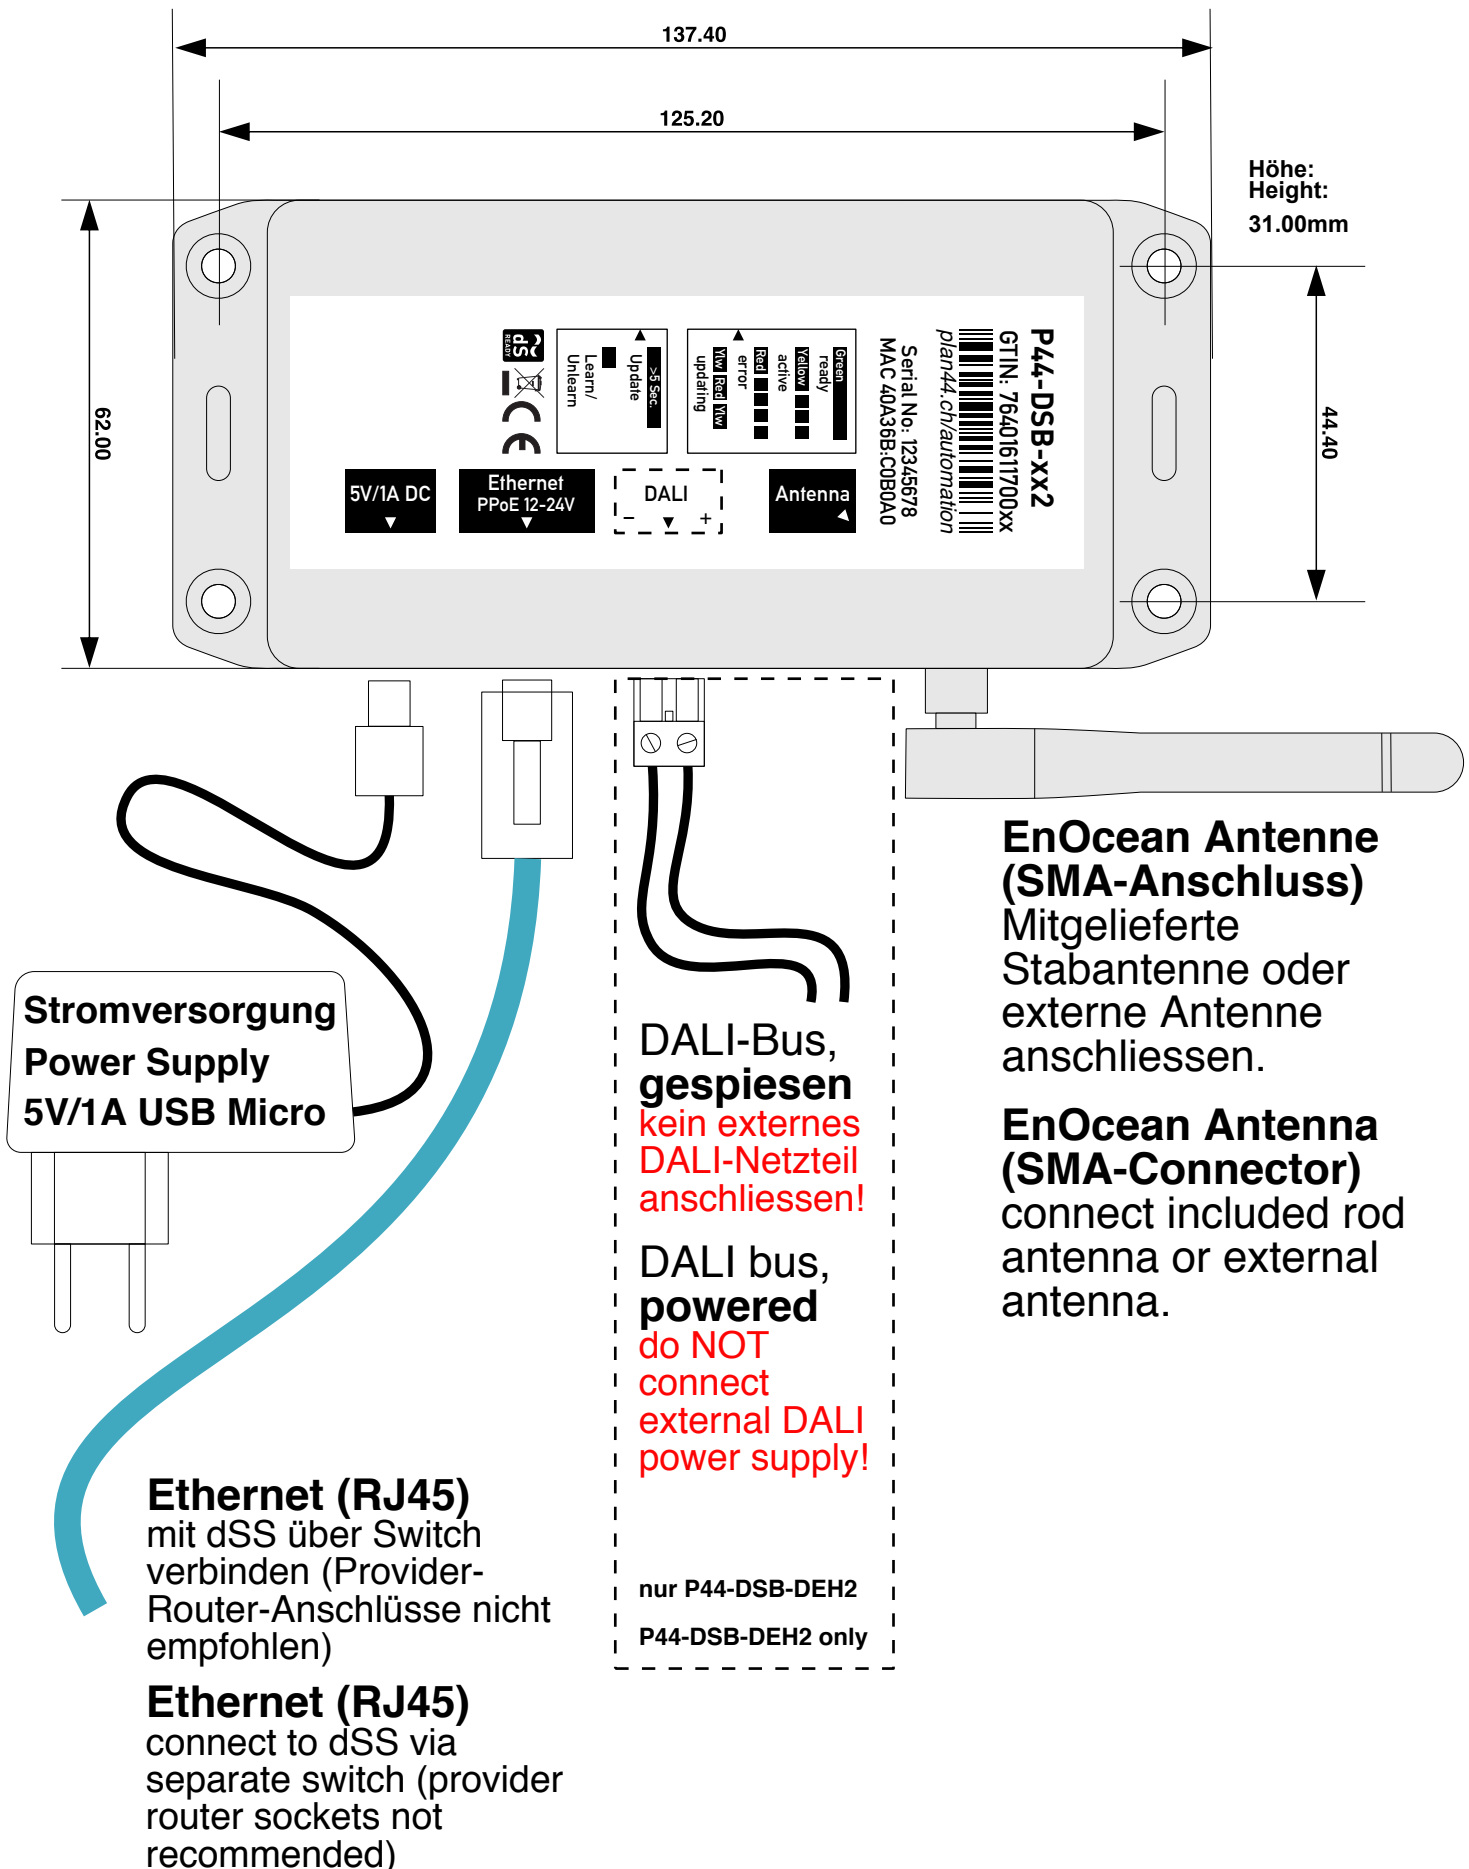 137.40
125.20
Höhe:
Height:
31.00mm
62.00
44.40
P44-DSB-xx2
GTIN: 7640161170​0xx
plan44.ch/automation
Serial No: 12345678
MAC 40A36B:C0B0A0
Green
ready
Yellow
active
Red
error
Ylw Red Ylw
updating
>5 Sec.
Update
Learn/
Unlearn
dS
READY
CE
5V/1A DC
Ethernet
PPoE 12-24V
DALI
− +
Antenna
EnOcean Antenne
(SMA-Anschluss)
Mitgelieferte
Stabantenne oder
externe Antenne
anschliessen.
EnOcean Antenna
(SMA-Connector)
connect included rod
antenna or external
antenna.
Stromversorgung
Power Supply
5V/1A USB Micro
DALI-Bus,
gespiesen
kein externes
DALI-Netzteil
anschliessen!
DALI bus,
powered
do NOT
connect
external DALI
power supply!
nur P44-DSB-DEH2
P44-DSB-DEH2 only
Ethernet (RJ45)
mit dSS über Switch
verbinden (Provider-
Router-Anschlüsse nicht
empfohlen)
Ethernet (RJ45)
connect to dSS via
separate switch (provider
router sockets not
recommended)